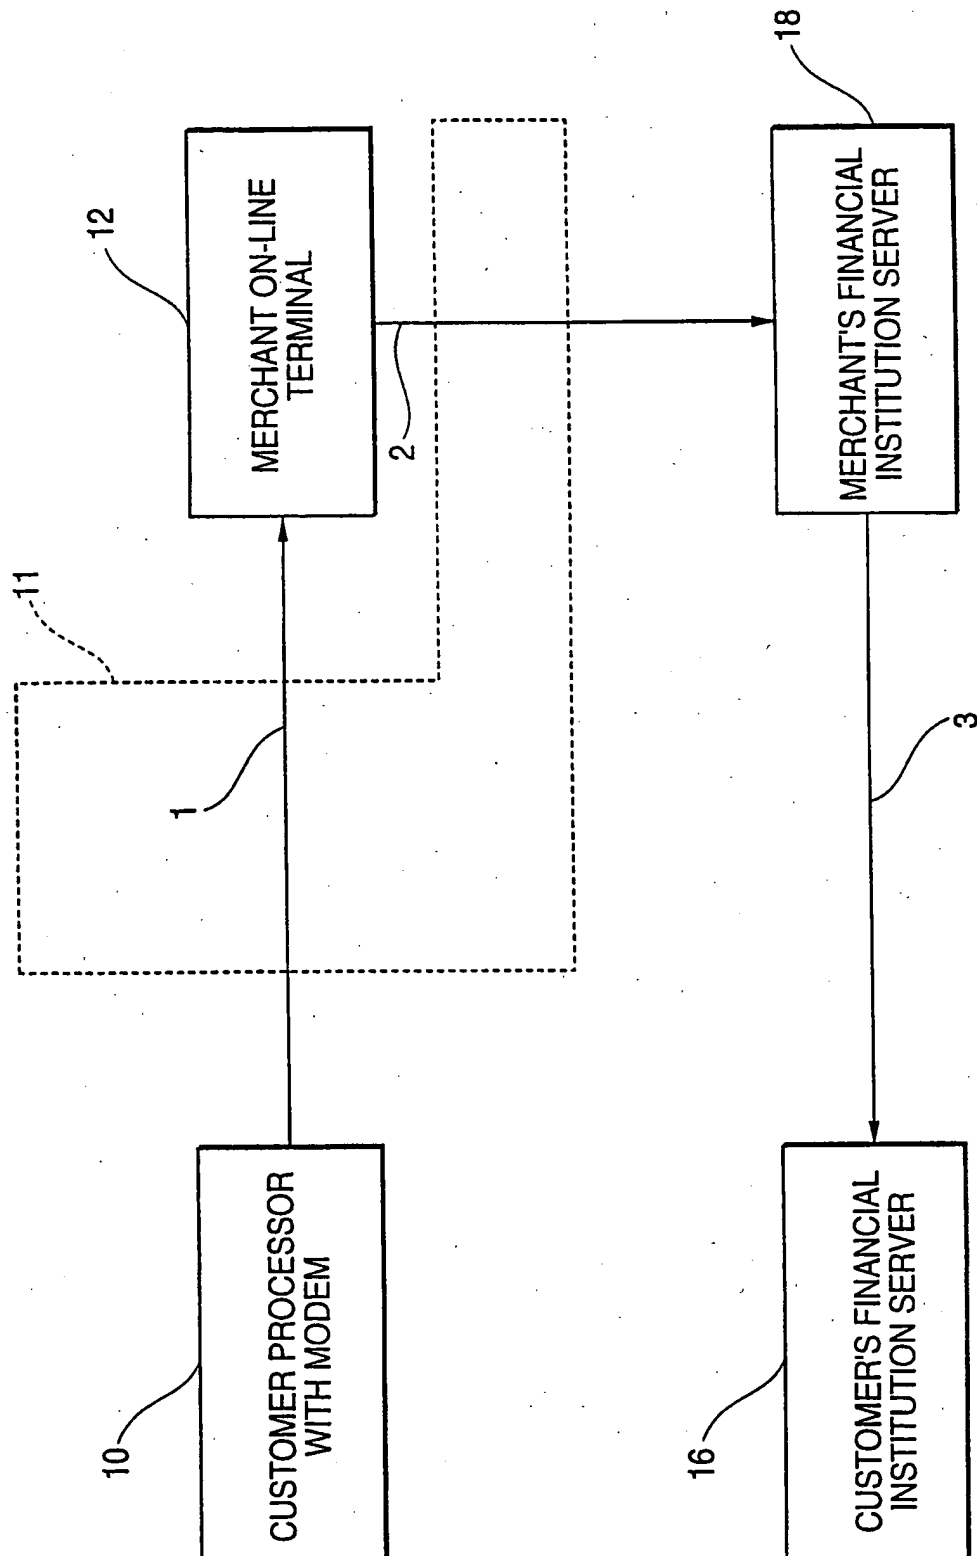 10
CUSTOMER PROCESSOR
WITH MODEM
11
1
12
MERCHANT ON-LINE
TERMINAL
2
16
CUSTOMER'S FINANCIAL
INSTITUTION SERVER
3
18
MERCHANT'S FINANCIAL
INSTITUTION SERVER